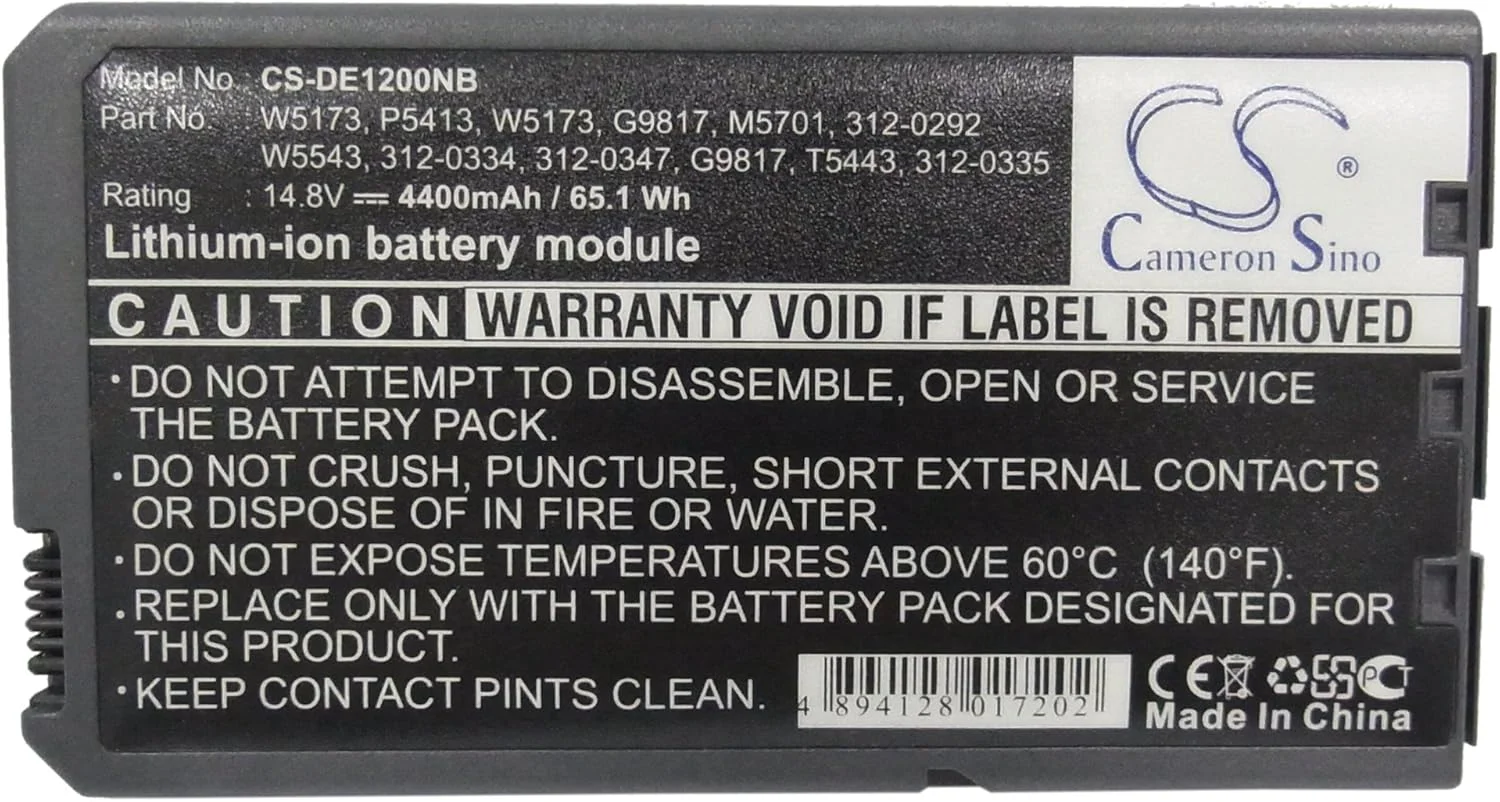 Model No : CS-DE1200NB
Part No. : W5173, P5413, W5173, G9817, M5701, 312-0292
W5543, 312-0334, 312-0347, G9817, T5443, 312-0335
Rating : 14.8V 4400mAh / 65.1 Wh
Lithium-ion battery module
CS ®
Cameron Sino
CAUTION WARRANTY VOID IF LABEL IS REMOVED
• DO NOT ATTEMPT TO DISASSEMBLE, OPEN OR SERVICE
THE BATTERY PACK.
• DO NOT CRUSH, PUNCTURE, SHORT EXTERNAL CONTACTS
OR DISPOSE OF IN FIRE OR WATER.
• DO NOT EXPOSE TEMPERATURES ABOVE 60°C (140°F).
• REPLACE ONLY WITH THE BATTERY PACK DESIGNATED FOR
THIS PRODUCT.
• KEEP CONTACT PINTS CLEAN.
4 894128 017202
CE PCT
Made In China